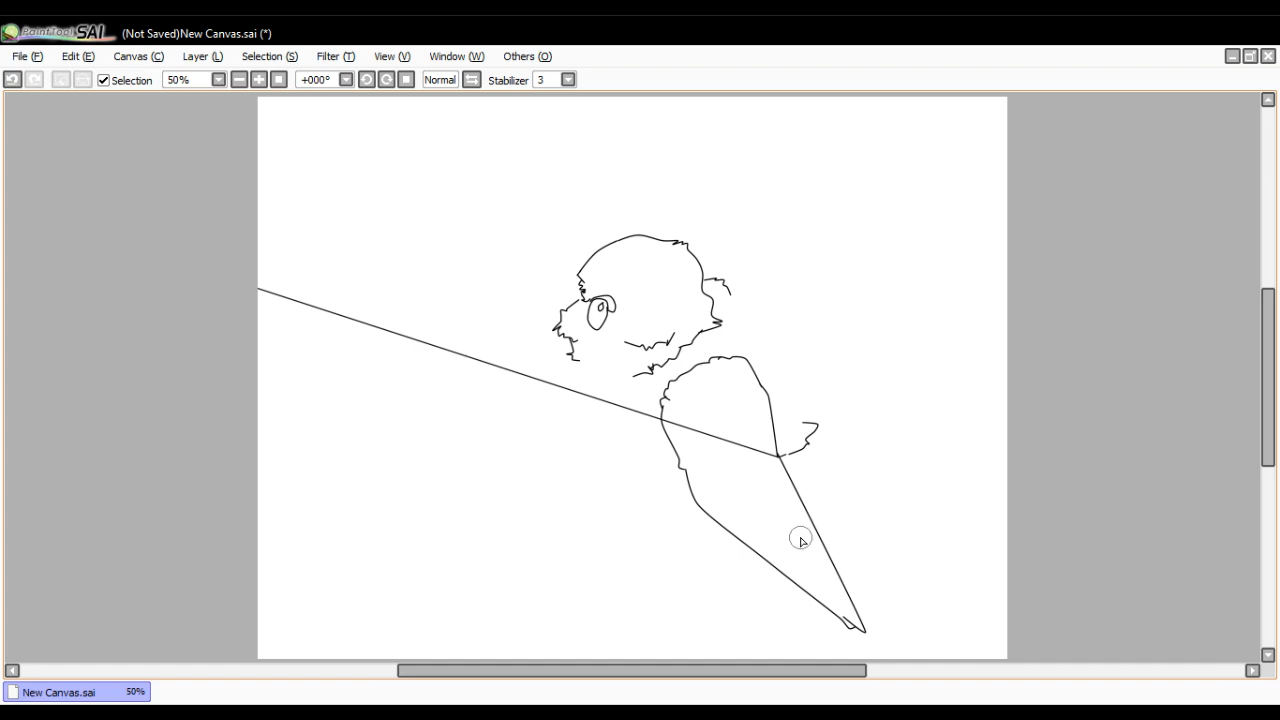 PaintTool SAI (Not Saved)New Canvas.sai (*)
File (F) Edit (E) Canvas (C) Layer (L) Selection (S) Filter (T) View (V) Window (W) Others (O)
Selection 50% +000° Normal Stabilizer 3
New Canvas.sai 50%